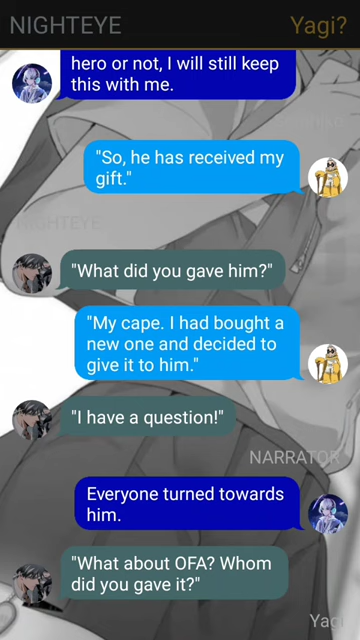 NIGHTEYE
Yagi?
hero or not, I will still keep
this with me.
"So, he has received my
gift."
NIGHTEYE
"What did you gave him?"
"My cape. I had bought a
new one and decided to
give it to him."
"I have a question!"
NARRATOR
Everyone turned towards
him.
"What about OFA? Whom
did you gave it?"
Yagi